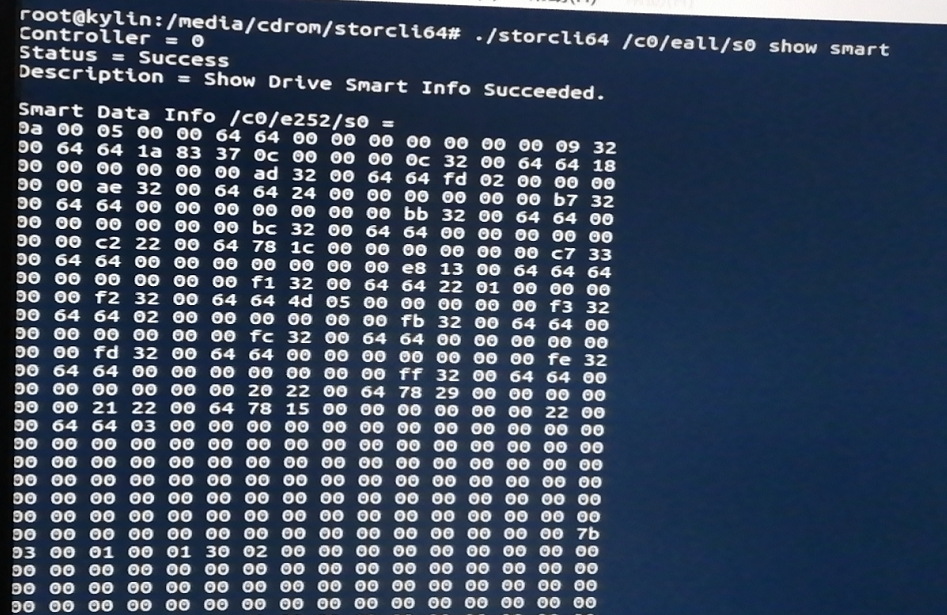 root@kylin:/media/cdrom/storcli64# ./storcli64 /c0/eall/s0 show smart
Controller = 0
Status = Success
Description = Show Drive Smart Info Succeeded.
Smart Data Info /c0/e252/s0 =
0a 00 05 00 00 64 64 00 00 00 00 00 00 00 09 32
00 64 64 1a 83 37 0c 00 00 00 0c 32 00 64 64 18
00 00 00 00 00 00 ad 32 00 64 64 fd 02 00 00 00
00 00 ae 32 00 64 64 24 00 00 00 00 00 00 b7 32
00 64 64 00 00 00 00 00 00 00 bb 32 00 64 64 00
00 00 00 00 00 00 bc 32 00 64 64 00 00 00 00 00
00 00 c2 22 00 64 78 1c 00 00 00 00 00 00 c7 33
00 64 64 00 00 00 00 00 00 00 e8 13 00 64 64 64
00 00 00 00 00 00 f1 32 00 64 64 22 01 00 00 00
00 00 f2 32 00 64 64 4d 05 00 00 00 00 00 f3 32
00 64 64 02 00 00 00 00 00 00 fb 32 00 64 64 00
00 00 00 00 00 00 fc 32 00 64 64 00 00 00 00 00
00 00 fd 32 00 64 64 00 00 00 00 00 00 00 fe 32
00 64 64 00 00 00 00 00 00 00 ff 32 00 64 64 00
00 00 00 00 00 00 20 22 00 64 78 29 00 00 00 00
00 00 21 22 00 64 78 15 00 00 00 00 00 00 22 00
00 64 64 03 00 00 00 00 00 00 00 00 00 00 00 00
00 00 00 00 00 00 00 00 00 00 00 00 00 00 00 00
00 00 00 00 00 00 00 00 00 00 00 00 00 00 00 00
00 00 00 00 00 00 00 00 00 00 00 00 00 00 00 00
00 00 00 00 00 00 00 00 00 00 00 00 00 00 00 00
00 00 00 00 00 00 00 00 00 00 00 00 00 00 00 00
00 00 00 00 00 00 00 00 00 00 00 00 00 00 00 7b
03 00 01 00 01 30 02 00 00 00 00 00 00 00 00 00
00 00 00 00 00 00 00 00 00 00 00 00 00 00 00 00
00 00 00 00 00 00 00 00 00 00 00 00 00 00 00 00
00 00 00 00 00 00 00 00 00 00 00 00 00 00 00 00